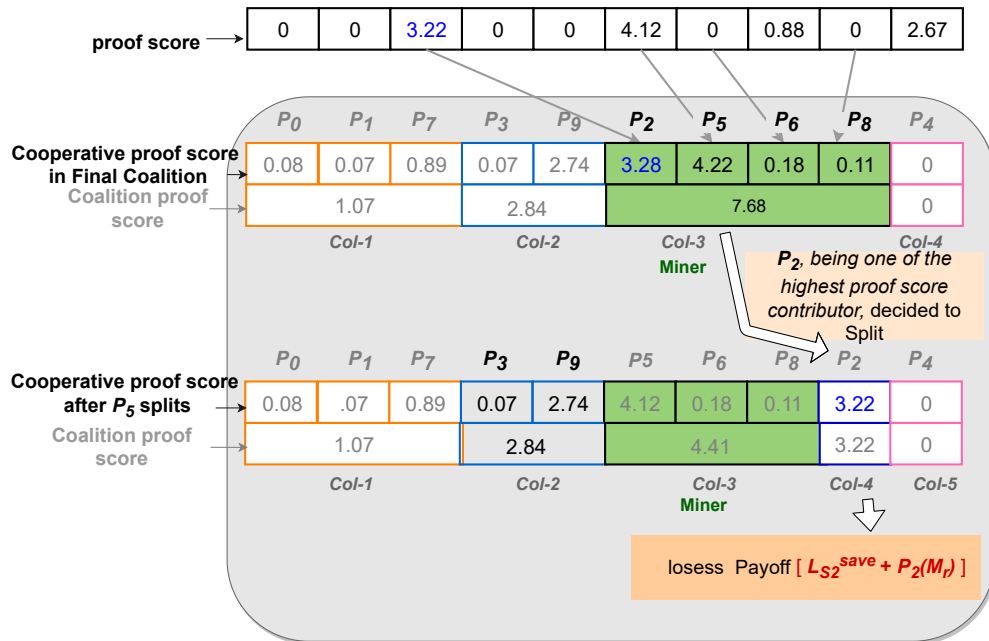 proof score 0 0 3.22 0 0 4.12 0 0.88 0 2.67
P0 P1 P7 P3 P9 P2 P5 P6 P8 P4
Cooperative proof score
in Final Coalition
0.08 0.07 0.89 0.07 2.74 3.28 4.22 0.18 0.11 0
Coalition proof
score
1.07 2.84 7.68 0
Col-1 Col-2 Col-3 Col-4
Miner
P2, being one of the
highest proof score
contributor, decided to
Split
P0 P1 P7 P3 P9 P5 P6 P8 P2 P4
Cooperative proof score
after P5 splits
0.08 .07 0.89 0.07 2.74 4.12 0.18 0.11 3.22 0
Coalition proof
score
1.07 2.84 4.41 3.22 0
Col-1 Col-2 Col-3 Col-4 Col-5
Miner
losess Payoff [ LS2save + P2(Mr) ]